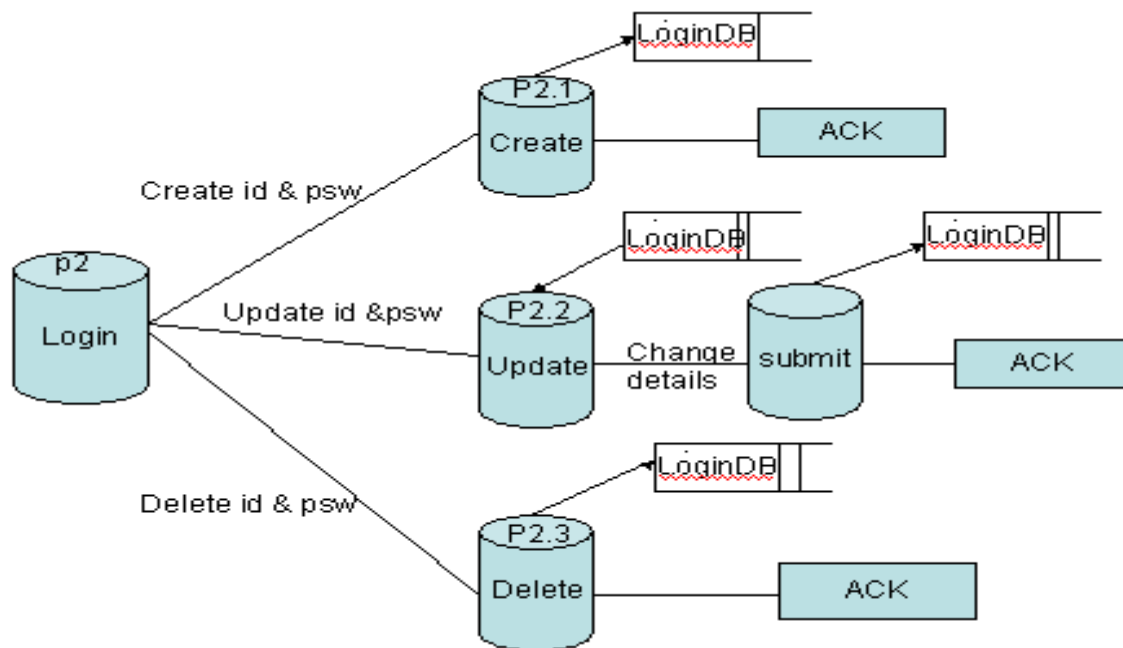 LoginDB
P2.1
Create
ACK
Create id & psw
LoginDB
LoginDB
p2
Login
Update id &psw
P2.2
Update
Change
details
submit
ACK
LoginDB
Delete id & psw
P2.3
Delete
ACK